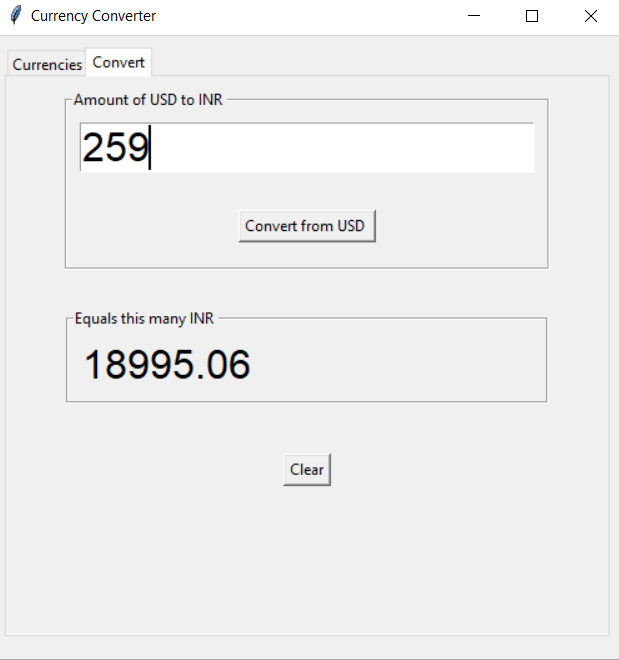 Currency Converter
Currencies Convert
Amount of USD to INR
259
Convert from USD
Equals this many INR
18995.06
Clear